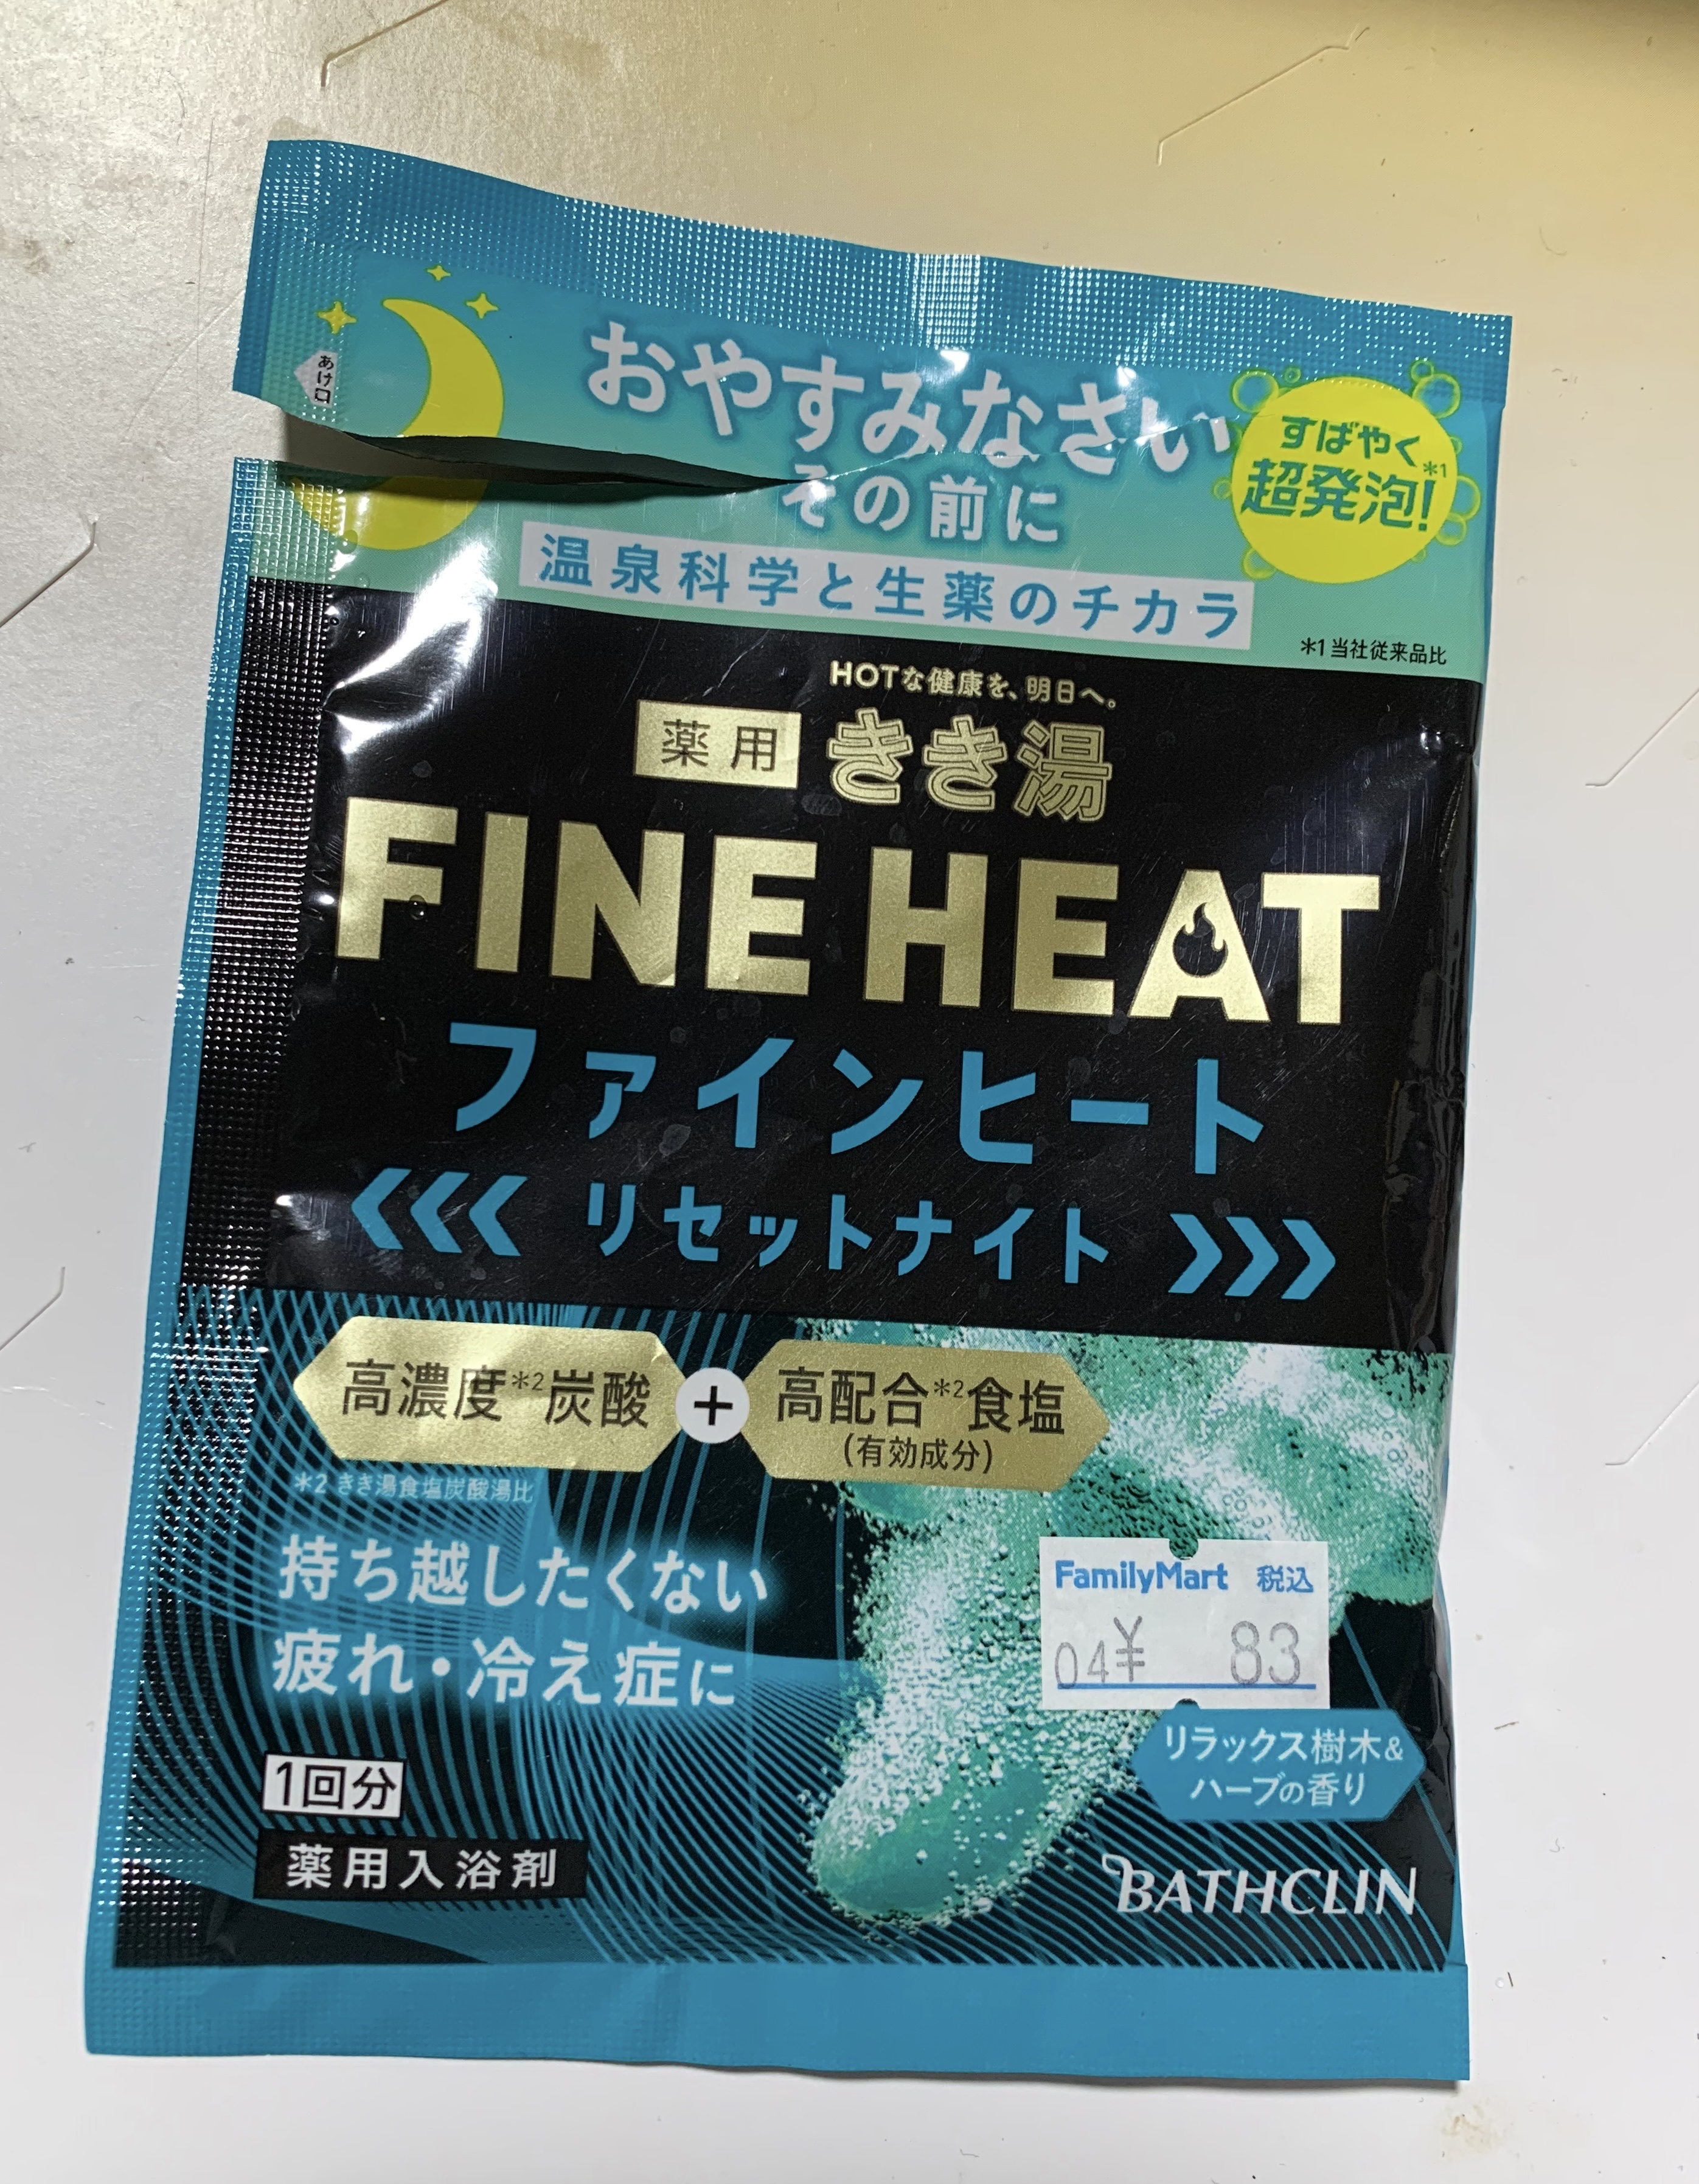 あけ口
おやすみなさい
その前に
すばやく
超発泡!*1
温泉科学と生薬のチカラ
*1 当社従来品比
HOTな健康を、明日へ。
薬用 きき湯
FINE HEAT
ファインヒート
リセットナイト
高濃度*2炭酸 + 高配合*2食塩
(有効成分)
*2 きき湯食塩炭酸湯比
持ち越したくない
疲れ・冷え症に
FamilyMart 税込
04¥ 83
リラックス樹木&
ハーブの香り
1回分
薬用入浴剤
BATHCLIN